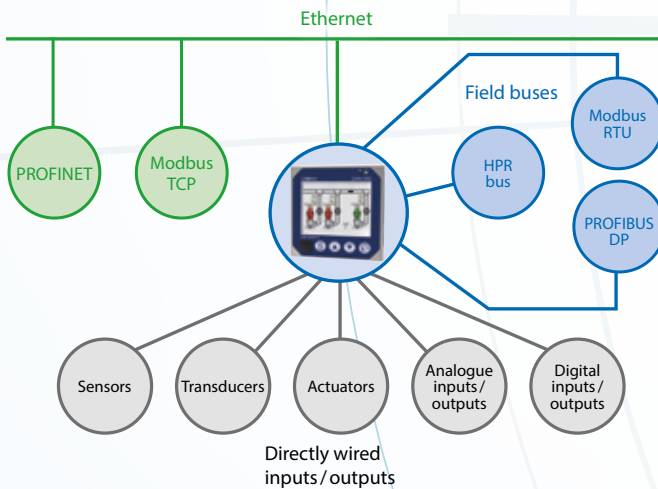 Ethernet
Field buses
Modbus
RTU
PROFINET
Modbus
TCP
HPR
bus
PROFIBUS
DP
Sensors
Transducers
Actuators
Analogue
inputs /
outputs
Digital
inputs /
outputs
Directly wired
inputs / outputs